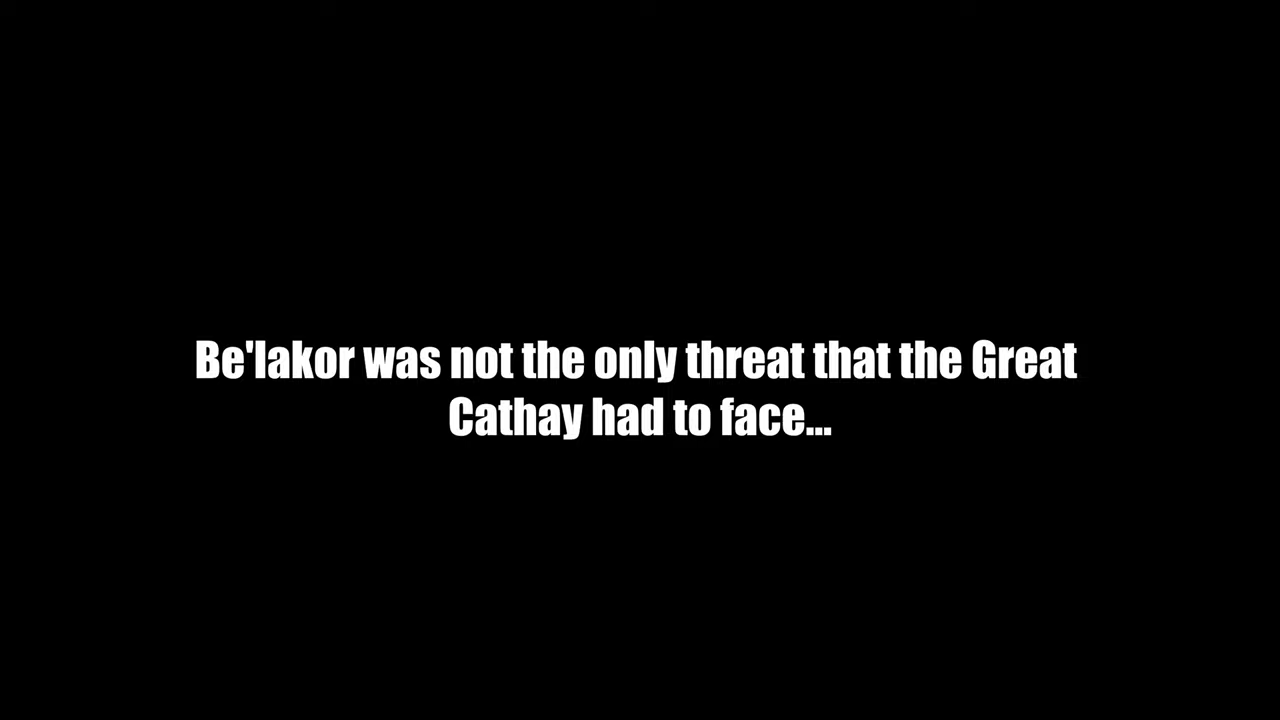 Be'lakor was not the only threat that the Great
Cathay had to face...